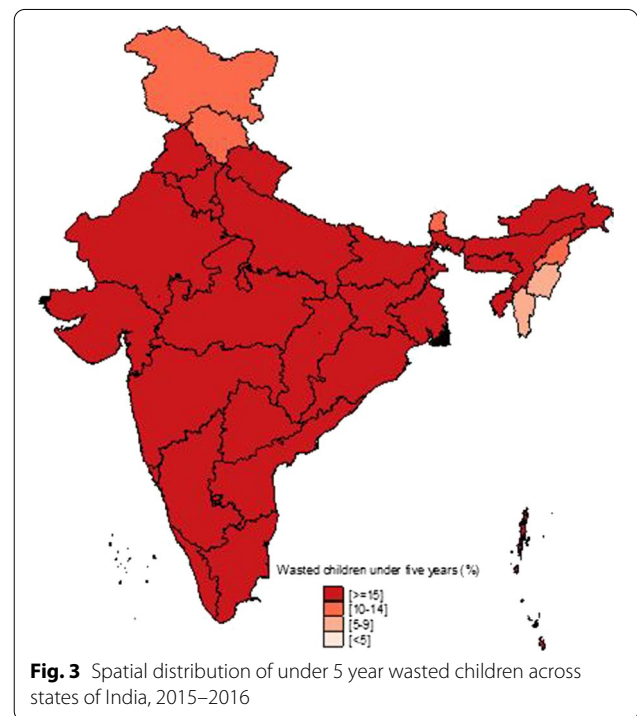 Wasted children under five years (%)
[>=15]
[10-14]
[5-9]
[<5]
Fig. 3 Spatial distribution of under 5 year wasted children across
states of India, 2015–2016